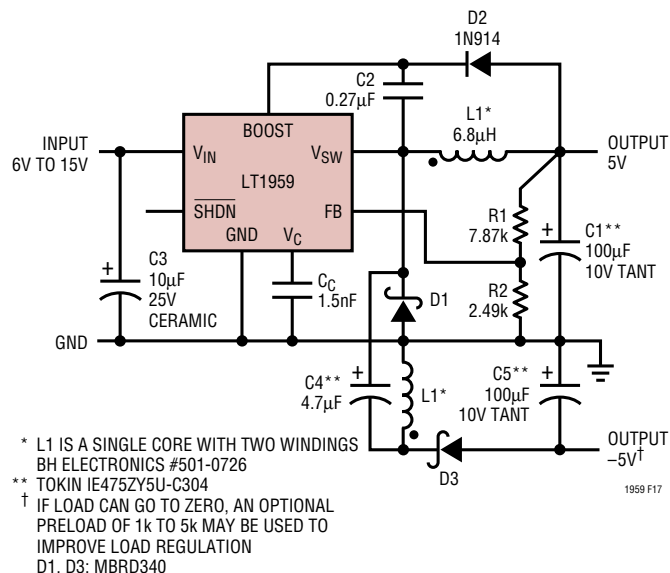 D2
1N914
C2
0.27µF
L1*
6.8µH
INPUT
6V TO 15V
BOOST
VIN
VSW
LT1959
SHDN
FB
GND
VC
OUTPUT
5V
R1
7.87k
C1**
100µF
10V TANT
+
C3
10µF
25V
CERAMIC
+
CC
1.5nF
D1
R2
2.49k
GND
C4**
4.7µF
+
L1*
C5**
100µF
10V TANT
+
D3
OUTPUT
–5V†
* L1 IS A SINGLE CORE WITH TWO WINDINGS
BH ELECTRONICS #501-0726
** TOKIN IE475ZY5U-C304
† IF LOAD CAN GO TO ZERO, AN OPTIONAL
PRELOAD OF 1k TO 5k MAY BE USED TO
IMPROVE LOAD REGULATION
D1, D3: MBRD340
1959 F17